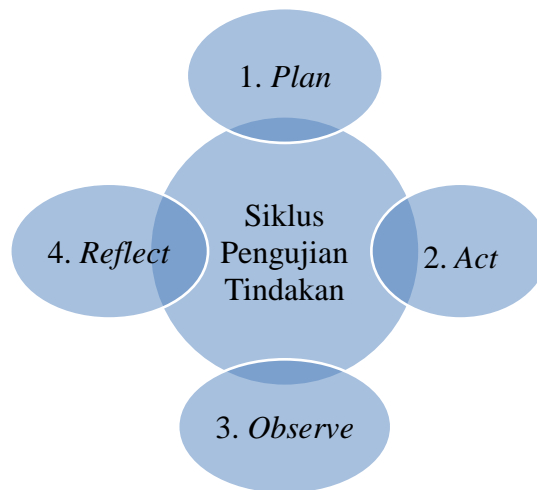 1. Plan
Siklus
Pengujian
Tindakan
4. Reflect
2. Act
3. Observe